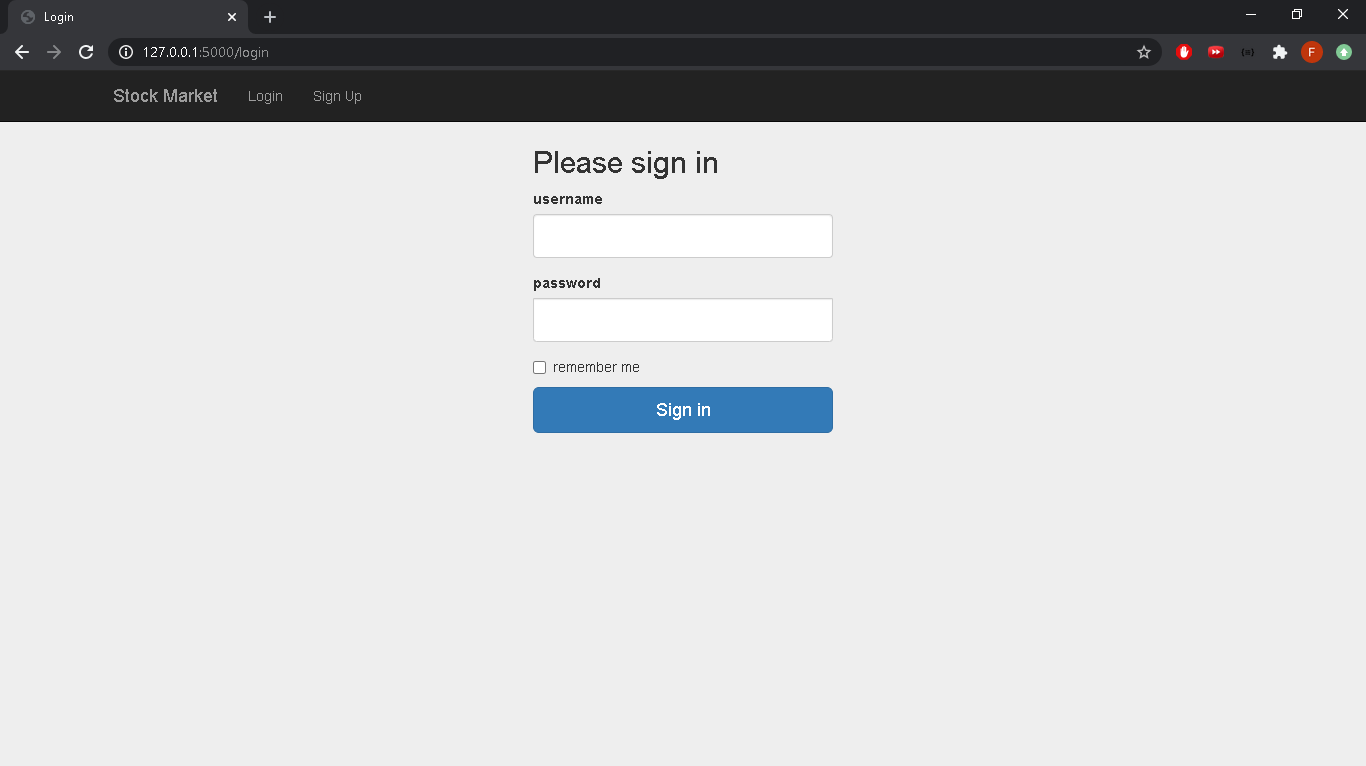 Login
127.0.0.1:5000/login
F
Stock Market Login Sign Up
Please sign in
username
password
remember me
Sign in